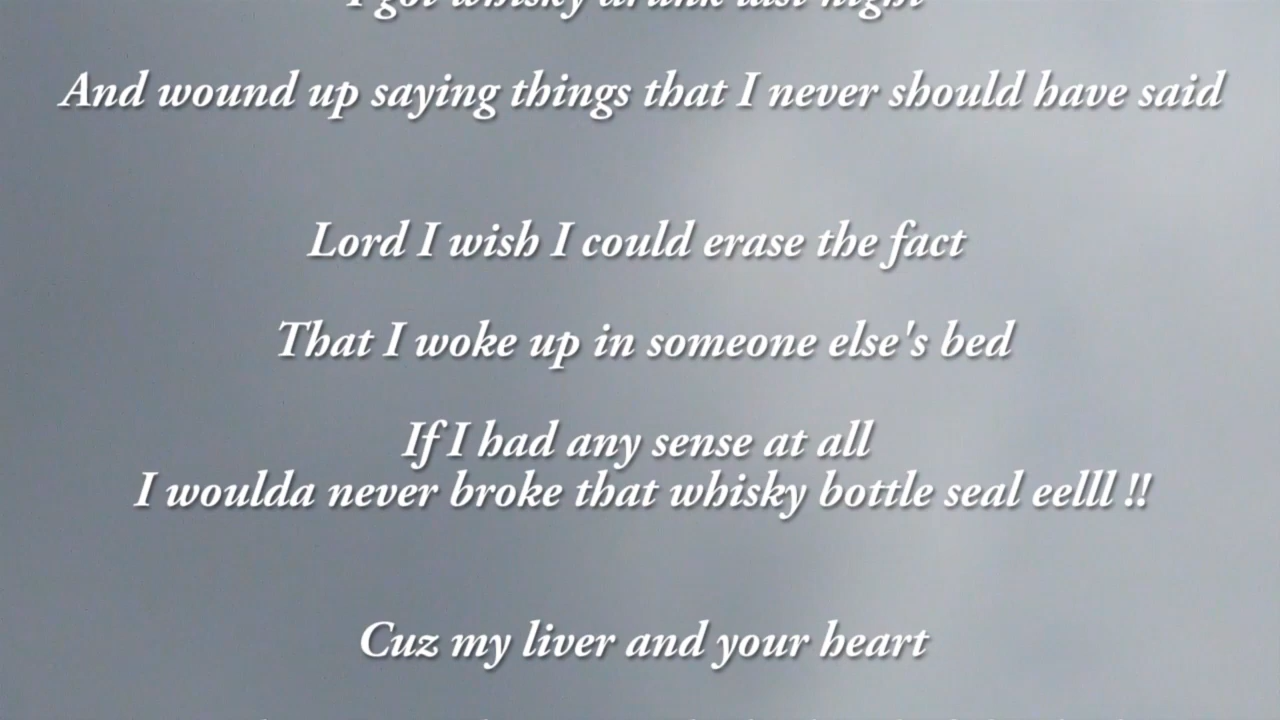 I got whisky drunk last night
And wound up saying things that I never should have said
Lord I wish I could erase the fact
That I woke up in someone else's bed
If I had any sense at all
I woulda never broke that whisky bottle seal eelll !!
Cuz my liver and your heart